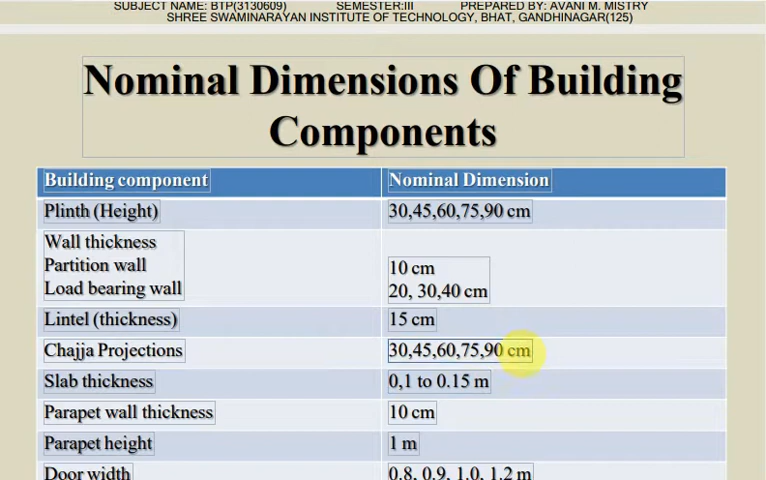 SUBJECT NAME: BTP(3130609) SEMESTER:III PREPARED BY: AVANI M. MISTRY
SHREE SWAMINARAYAN INSTITUTE OF TECHNOLOGY, BHAT, GANDHINAGAR(125)
Nominal Dimensions Of Building
Components
Building component Nominal Dimension
Plinth (Height) 30,45,60,75,90 cm
Wall thickness
Partition wall 10 cm
Load bearing wall 20, 30,40 cm
Lintel (thickness) 15 cm
Chajja Projections 30,45,60,75,90 cm
Slab thickness 0,1 to 0.15 m
Parapet wall thickness 10 cm
Parapet height 1 m
Door width 0.8, 0.9, 1.0, 1.2 m